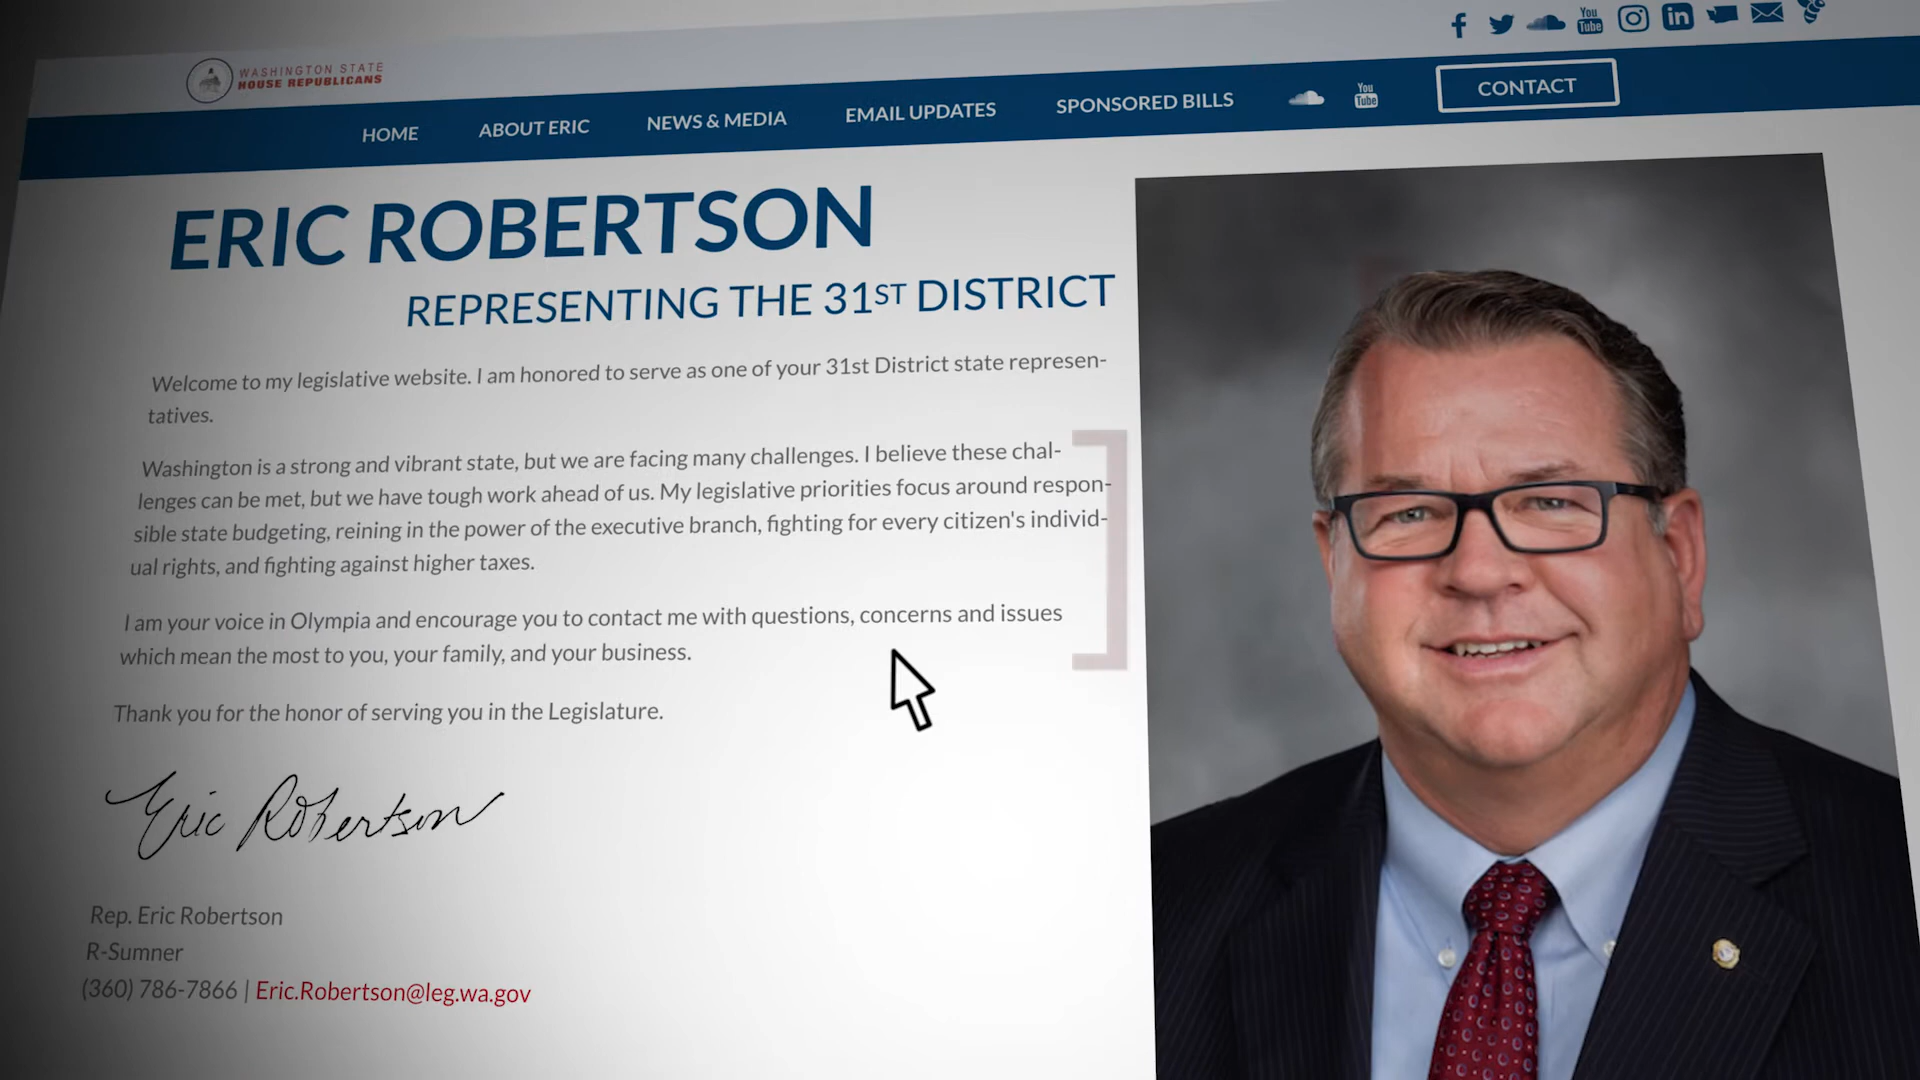 WASHINGTON STATE
HOUSE REPUBLICANS
You
Tube
in
HOME
ABOUT ERIC
NEWS & MEDIA
EMAIL UPDATES
SPONSORED BILLS
You
Tube
CONTACT
ERIC ROBERTSON
REPRESENTING THE 31ST DISTRICT
Welcome to my legislative website. I am honored to serve as one of your 31st District state represen-
tatives.
Washington is a strong and vibrant state, but we are facing many challenges. I believe these chal-
lenges can be met, but we have tough work ahead of us. My legislative priorities focus around respon-
sible state budgeting, reining in the power of the executive branch, fighting for every citizen's individ-
ual rights, and fighting against higher taxes.
I am your voice in Olympia and encourage you to contact me with questions, concerns and issues
which mean the most to you, your family, and your business.
Thank you for the honor of serving you in the Legislature.
Eric Robertson
Rep. Eric Robertson
R-Sumner
(360) 786-7866 | Eric.Robertson@leg.wa.gov